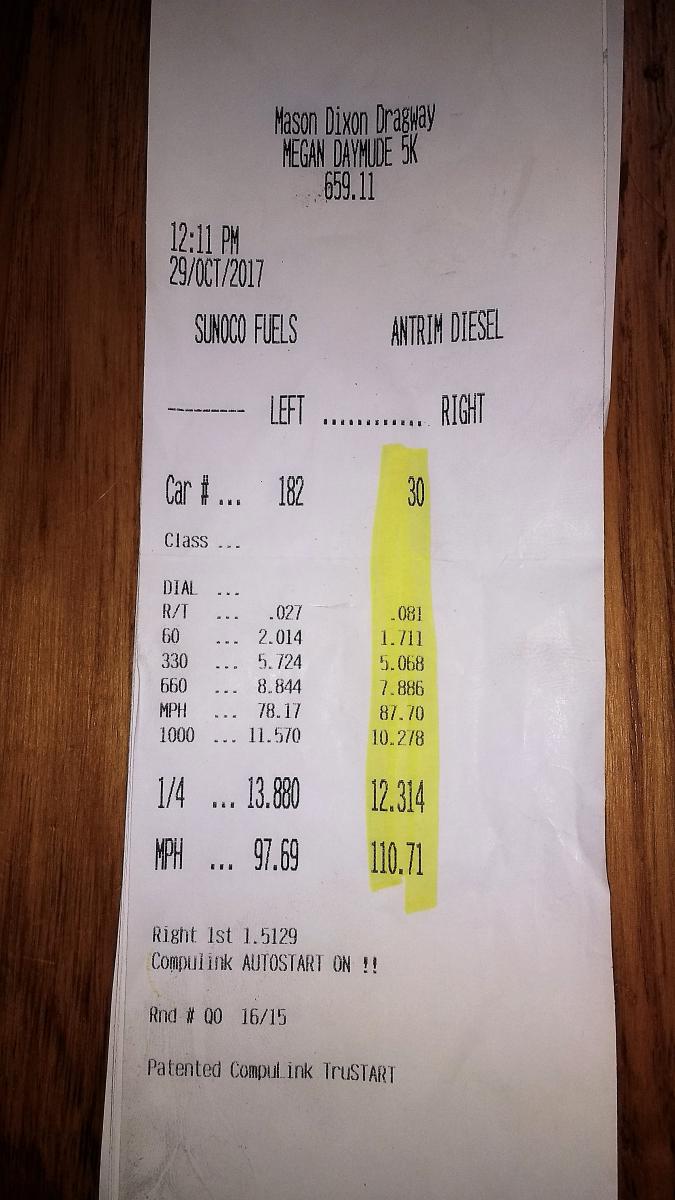 Mason Dixon Dragway
MEGAN DAYMUDE 5K
659.11
12:11 PM
29/OCT/2017
SUNOCO FUELS ANTRIM DIESEL
-------- LEFT ............ RIGHT
Car # ... 182 30
Class ...
DIAL ...
R/T ... .027 .081
60 ... 2.014 1.711
330 ... 5.724 5.068
660 ... 8.844 7.886
MPH ... 78.17 87.70
1000 ... 11.570 10.278
1/4 ... 13.880 12.314
MPH ... 97.69 110.71
Right 1st 1.5129
Compulink AUTOSTART ON !!
Rnd # Q0 16/15
Patented CompuLink TruSTART